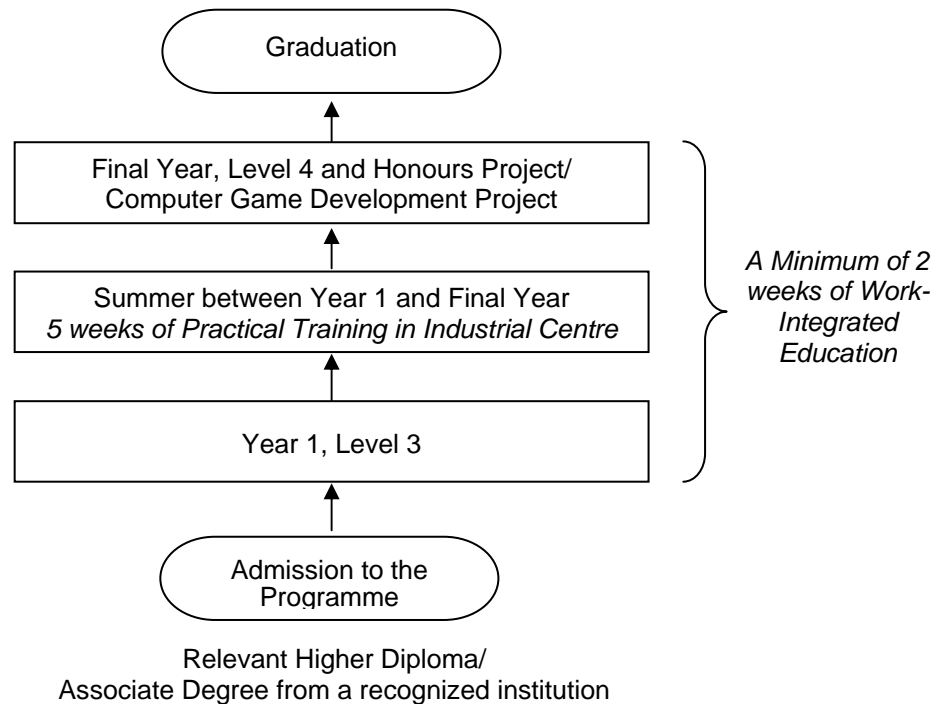 Graduation
Final Year, Level 4 and Honours Project/
Computer Game Development Project
Summer between Year 1 and Final Year
5 weeks of Practical Training in Industrial Centre
A Minimum of 2
weeks of Work-
Integrated
Education
Year 1, Level 3
Admission to the
Programme
Relevant Higher Diploma/
Associate Degree from a recognized institution